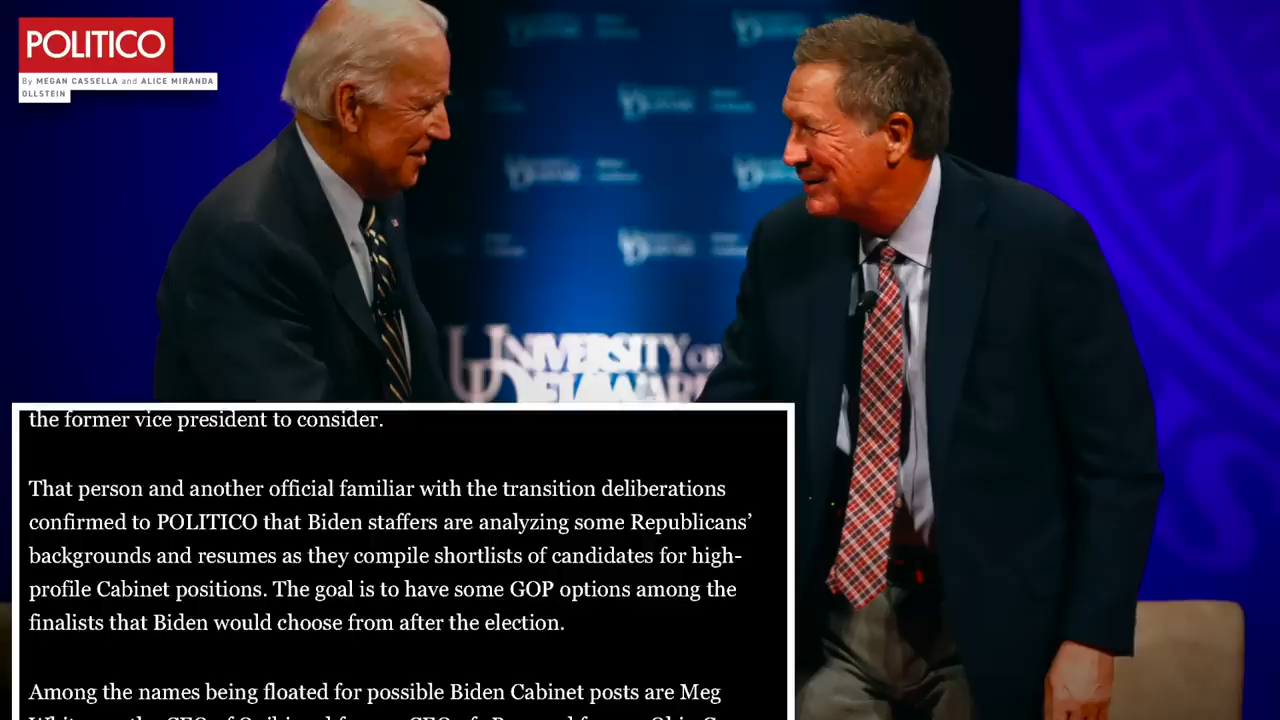 POLITICO
By MEGAN CASSELLA and ALICE MIRANDA
OLLSTEIN
UNIVERSITY OF
DELAWARE
the former vice president to consider.
That person and another official familiar with the transition deliberations
confirmed to POLITICO that Biden staffers are analyzing some Republicans’
backgrounds and resumes as they compile shortlists of candidates for high-
profile Cabinet positions. The goal is to have some GOP options among the
finalists that Biden would choose from after the election.
Among the names being floated for possible Biden Cabinet posts are Meg